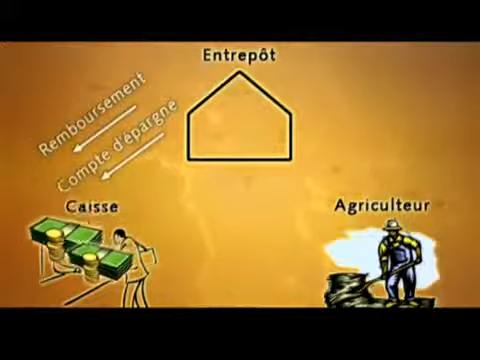 Entrepôt
Remboursement
Compte d'épargne
Caisse
Agriculteur